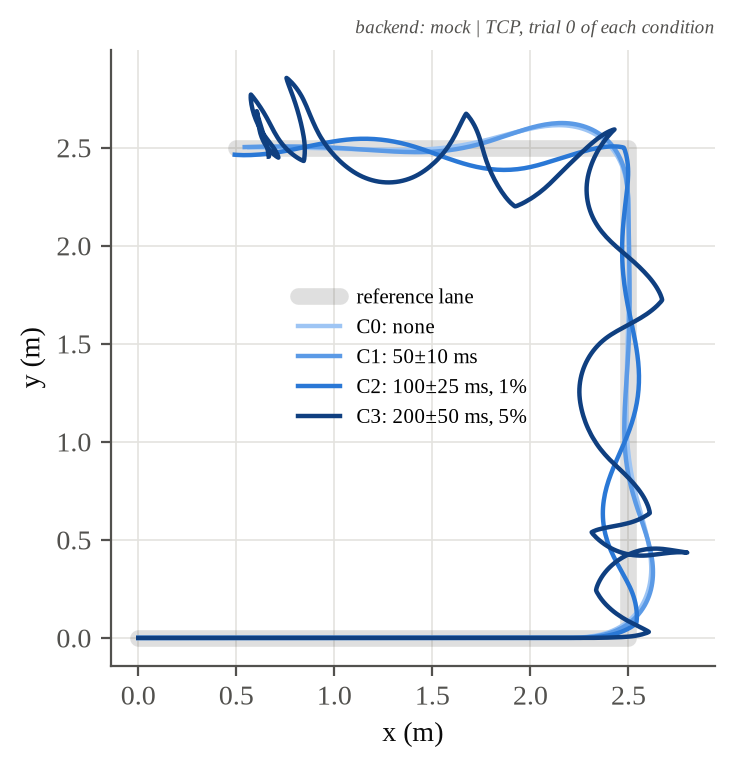 backend: mock | TCP, trial 0 of each condition
2.5
2.0
1.5
1.0
0.5
0.0
y (m)
reference lane
C0: none
C1: 50±10 ms
C2: 100±25 ms, 1%
C3: 200±50 ms, 5%
0.0 0.5 1.0 1.5 2.0 2.5
x (m)